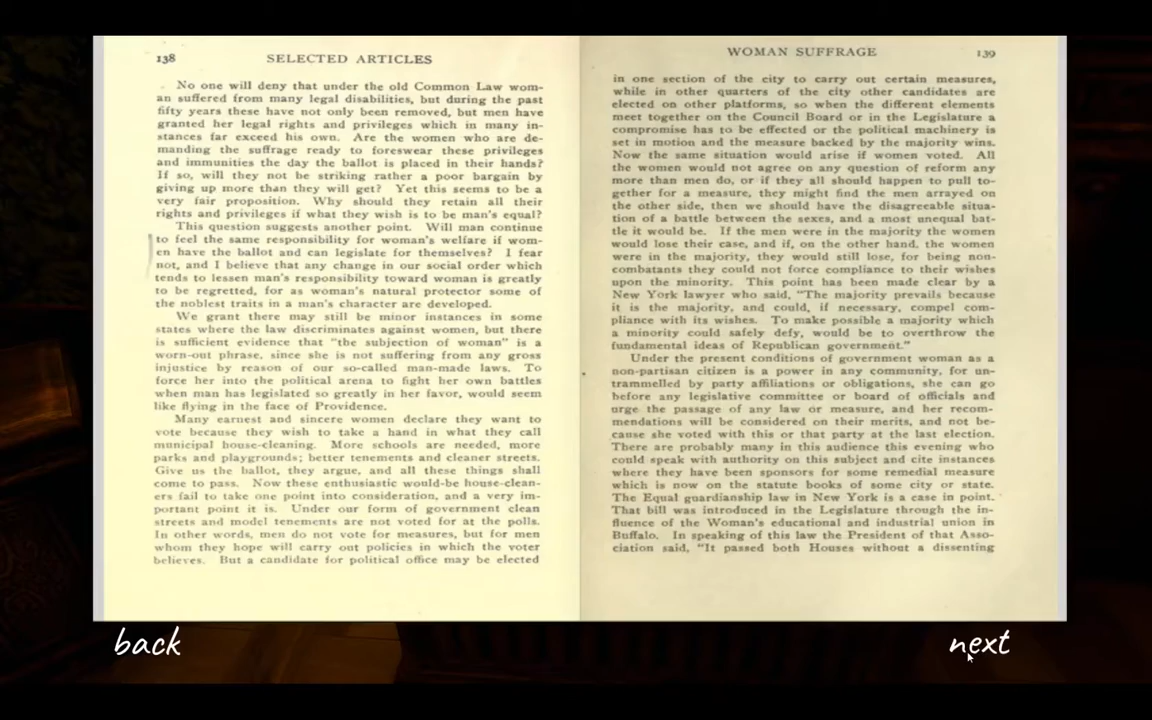 138 SELECTED ARTICLES
No one will deny that under the old Common Law wom-
an suffered from many legal disabilities, but during the past
fifty years these have not only been removed, but men have
granted her legal rights and privileges which in many in-
stances far exceed his own. Are the women who are de-
manding the suffrage ready to foreswear these privileges
and immunities the day the ballot is placed in their hands?
If so, will they not be striking rather a poor bargain by
giving up more than they will get? Yet this seems to be a
very fair proposition. Why should they retain all their
rights and privileges if what they wish is to be man's equal?
This question suggests another point. Will man continue
to feel the same responsibility for woman's welfare if wom-
en have the ballot and can legislate for themselves? I fear
not, and I believe that any change in our social order which
tends to lessen man's responsibility toward woman is greatly
to be regretted, for as woman's natural protector some of
the noblest traits in a man's character are developed.
We grant there may still be minor instances in some
states where the law discriminates against women, but there
is sufficient evidence that "the subjection of woman" is a
worn-out phrase, since she is not suffering from any gross
injustice by reason of our so-called man-made laws. To
force her into the political arena to fight her own battles
when man has legislated so greatly in her favor, would seem
like flying in the face of Providence.
Many earnest and sincere women declare they want to
vote because they wish to take a hand in what they call
municipal house-cleaning. More schools are needed, more
parks and playgrounds; better tenements and cleaner streets.
Give us the ballot, they argue, and all these things shall
come to pass. Now these enthusiastic would-be house-clean-
ers fail to take one point into consideration, and a very im-
portant point it is. Under our form of government clean
streets and model tenements are not voted for at the polls.
In other words, men do not vote for measures, but for men
whom they hope will carry out policies in which the voter
believes. But a candidate for political office may be elected
WOMAN SUFFRAGE 139
in one section of the city to carry out certain measures,
while in other quarters of the city other candidates are
elected on other platforms, so when the different elements
meet together on the Council Board or in the Legislature a
compromise has to be effected or the political machinery is
set in motion and the measure backed by the majority wins.
Now the same situation would arise if women voted. All
the women would not agree on any question of reform any
more than men do, or if they all should happen to pull to-
gether for a measure, they might find the men arrayed on
the other side, then we should have the disagreeable situa-
tion of a battle between the sexes, and a most unequal bat-
tle it would be. If the men were in the majority the women
would lose their case, and if, on the other hand, the women
were in the majority, they would still lose, for being non-
combatants they could not force compliance to their wishes
upon the minority. This point has been made clear by a
New York lawyer who said, "The majority prevails because
it is the majority, and could, if necessary, compel com-
pliance with its wishes. To make possible a majority which
a minority could safely defy, would be to overthrow the
fundamental ideas of Republican government."
Under the present conditions of government woman as a
non-partisan citizen is a power in any community, for un-
trammelled by party affiliations or obligations, she can go
before any legislative committee or board of officials and
urge the passage of any law or measure, and her recom-
mendations will be considered on their merits, and not be-
cause she voted with this or that party at the last election.
There are probably many in this audience this evening who
could speak with authority on this subject and cite instances
where they have been sponsors for some remedial measure
which is now on the statute books of some city or state.
The Equal guardianship law in New York is a case in point.
That bill was introduced in the Legislature through the in-
fluence of the Woman's educational and industrial union in
Buffalo. In speaking of this law the President of that Asso-
ciation said, "It passed both Houses without a dissenting
back
next